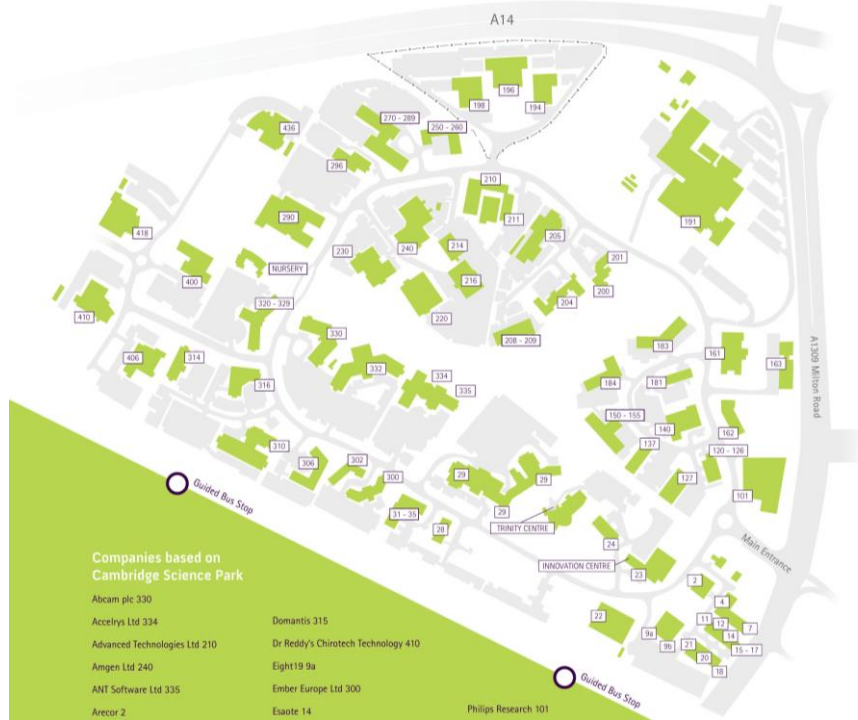 A14
196
198
194
270 - 289
250 - 260
436
296
210
211
191
290
205
418
230
240
214
201
NURSERY
400
216
200
204
320 - 329
410
220
330
208 - 209
183
161
A1309 Milton Road
163
406
314
332
334
335
184
181
316
150 - 155
140
162
137
120 - 126
310
306
302
300
29
29
127
101
Guided Bus Stop
31 - 35
29
TRINITY CENTRE
28
24
Main Entrance
INNOVATION CENTRE
23
2
4
22
11
12
7
9a
14
9b
21
15 - 17
20
18
Guided Bus Stop
Companies based on
Cambridge Science Park
Abcam plc 330
Accelrys Ltd 334
Advanced Technologies Ltd 210
Amgen Ltd 240
ANT Software Ltd 335
Arecor 2
Domantis 315
Dr Reddy's Chirotech Technology 410
Eight19 9a
Ember Europe Ltd 300
Esaote 14
Philips Research 101